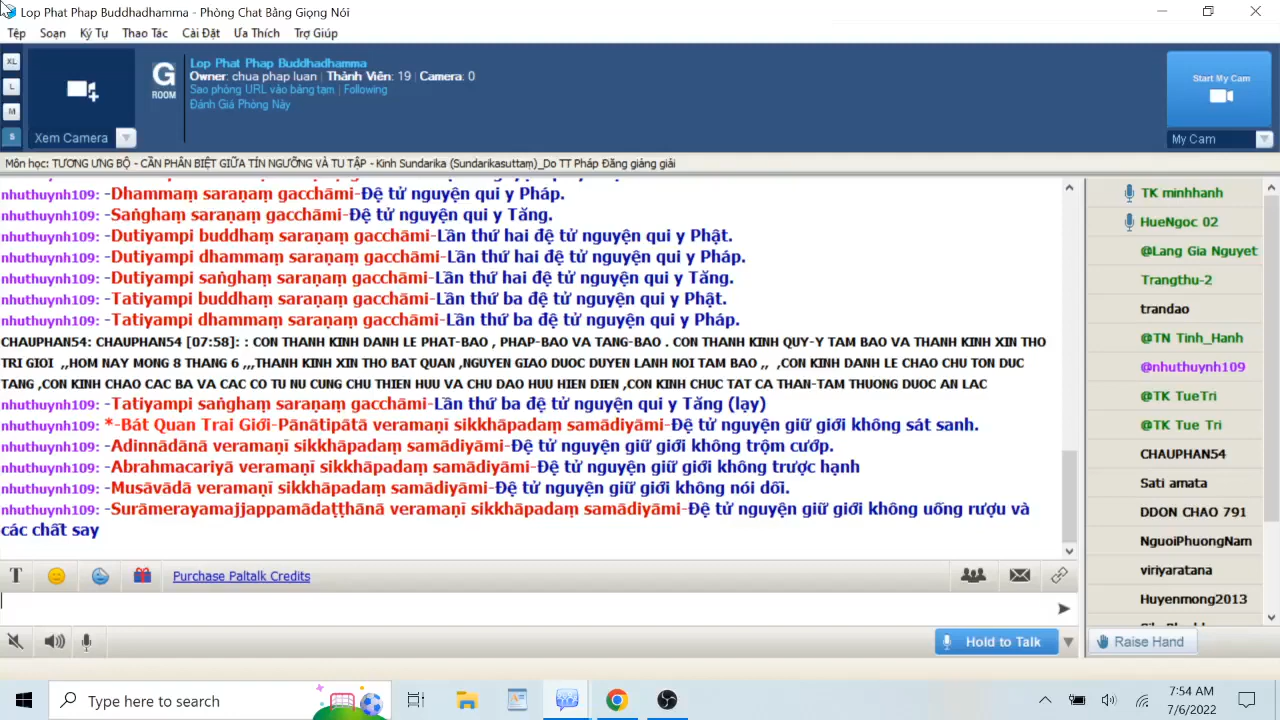 Lop Phat Phap Buddhadhamma - Phòng Chat Bằng Giọng Nói
Tệp Soạn Ký Tự Thao Tác Cài Đặt Ưa Thích Trợ Giúp
XL
L
M
S
Xem Camera
G
ROOM
Lop Phat Phap Buddhadhamma
Owner: chua phap luan | Thành Viên: 19 | Camera: 0
Sao phòng URL vào bảng tạm | Following
Đánh Giá Phòng Này
Start My Cam
My Cam
Môn học: TƯƠNG ƯNG BỘ - CẦN PHÂN BIỆT GIỮA TÍN NGƯỠNG VÀ TU TẬP - Kinh Sundarika (Sundarikasuttaṃ)_Do TT Pháp Đăng giảng giải
nhuthuynh109: -Dhammaṃ saraṇaṃ gacchāmi-Đệ tử nguyện qui y Pháp.
nhuthuynh109: -Saṅghaṃ saraṇaṃ gacchāmi-Đệ tử nguyện qui y Tăng.
nhuthuynh109: -Dutiyampi buddhaṃ saraṇaṃ gacchāmi-Lần thứ hai đệ tử nguyện qui y Phật.
nhuthuynh109: -Dutiyampi dhammaṃ saraṇaṃ gacchāmi-Lần thứ hai đệ tử nguyện qui y Pháp.
nhuthuynh109: -Dutiyampi saṅghaṃ saraṇaṃ gacchāmi-Lần thứ hai đệ tử nguyện qui y Tăng.
nhuthuynh109: -Tatiyampi buddhaṃ saraṇaṃ gacchāmi-Lần thứ ba đệ tử nguyện qui y Phật.
nhuthuynh109: -Tatiyampi dhammaṃ saraṇaṃ gacchāmi-Lần thứ ba đệ tử nguyện qui y Pháp.
CHAUPHAN54: CHAUPHAN54 [07:58]: : CON THANH KINH DANH LE PHAT-BAO , PHAP-BAO VA TANG-BAO . CON THANH KINH QUY-Y TAM BAO VA THANH KINH XIN THO
TRI GIOI ,,HOM NAY MONG 8 THANG 6 ,,,THANH KINH XIN THO BAT QUAN ,NGUYEN GIAO DUOC DUYEN LANH NOI TAM BAO ,, ,CON KINH DANH LE CHAO CHU TON DUC
TANG ,CON KINH CHAO CAC BA VA CAC CO TU NU CUNG CHU THIEN HUU VA CHU DAO HUU HIEN DIEN ,CON KINH CHUC TAT CA THAN-TAM THUONG DUOC AN LAC
nhuthuynh109: -Tatiyampi saṅghaṃ saraṇaṃ gacchāmi-Lần thứ ba đệ tử nguyện qui y Tăng (lạy)
nhuthuynh109: *-Bát Quan Trai Giới-Pānātipātā veramaṇī sikkhāpadaṃ samādiyāmi-Đệ tử nguyện giữ giới không sát sanh.
nhuthuynh109: -Adinnādānā veramaṇī sikkhāpadaṃ samādiyāmi-Đệ tử nguyện giữ giới không trộm cướp.
nhuthuynh109: -Abrahmacariyā veramaṇī sikkhāpadaṃ samādiyāmi-Đệ tử nguyện giữ giới không trược hạnh
nhuthuynh109: -Musāvādā veramaṇī sikkhāpadaṃ samādiyāmi-Đệ tử nguyện giữ giới không nói dối.
nhuthuynh109: -Surāmerayamajjappamādaṭṭhānā veramaṇī sikkhāpadaṃ samādiyāmi-Đệ tử nguyện giữ giới không uống rượu và
các chất say
TK minhhanh
HueNgoc 02
@Lang Gia Nguyet
Trangthu-2
trandao
@TN Tinh_Hanh
@nhuthuynh109
@TK TueTri
@TK Tue Tri
CHAUPHAN54
Sati amata
DDON CHAO 791
NguoiPhuongNam
viriyaratana
Huyenmong2013
T
Purchase Paltalk Credits
Hold to Talk
Raise Hand
Type here to search
7:54 AM
7/6/2022